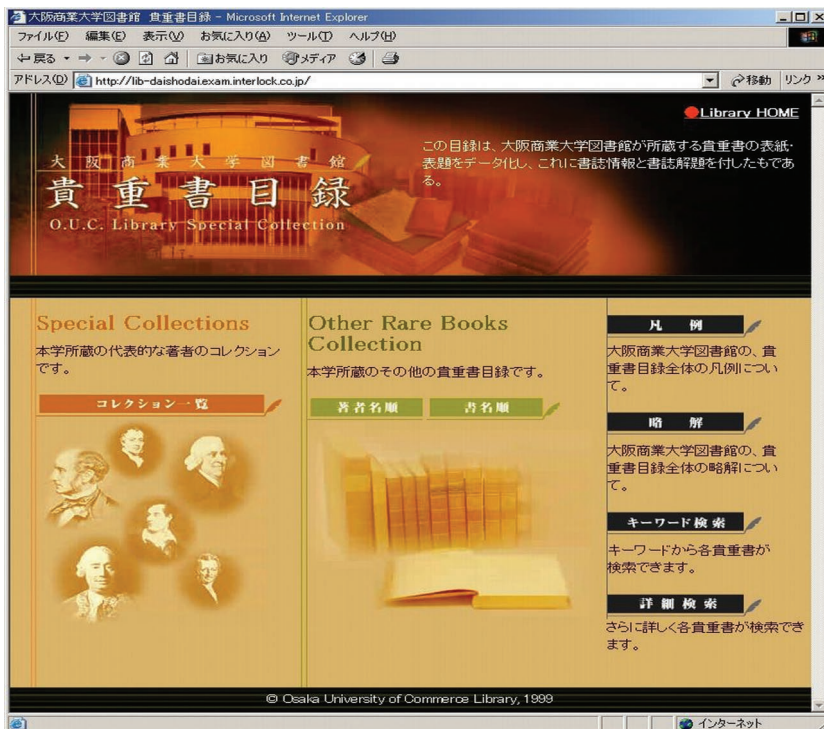 大阪商業大学図書館 貴重書目録 - Microsoft Internet Explorer
ファイル(F) 編集(E) 表示(V) お気に入り(A) ツール(T) ヘルプ(H)
戻る お気に入り メディア
アドレス(D) http://lib-daishodai.exam.interlock.co.jp/ 移動 リンク »
Library HOME
この目録は、大阪商業大学図書館が所蔵する貴重書の表紙・
表題をデータ化し、これに書誌情報と書誌解題を付したもであ
る。
大阪商業大学図書館
貴重書目録
O.U.C. Library Special Collection
Special Collections
本学所蔵の代表的な著者のコレクション
です。
コレクション一覧
Other Rare Books
Collection
本学所蔵のその他の貴重書目録です。
著者名順 書名順
凡例
大阪商業大学図書館の、貴
重書目録全体の凡例につい
て。
略解
大阪商業大学図書館の、貴
重書目録全体の略解につい
て。
キーワード検索
キーワードから各貴重書が
検索できます。
詳細検索
さらに詳しく各貴重書が検索でき
ます。
© Osaka University of Commerce Library, 1999
インターネット